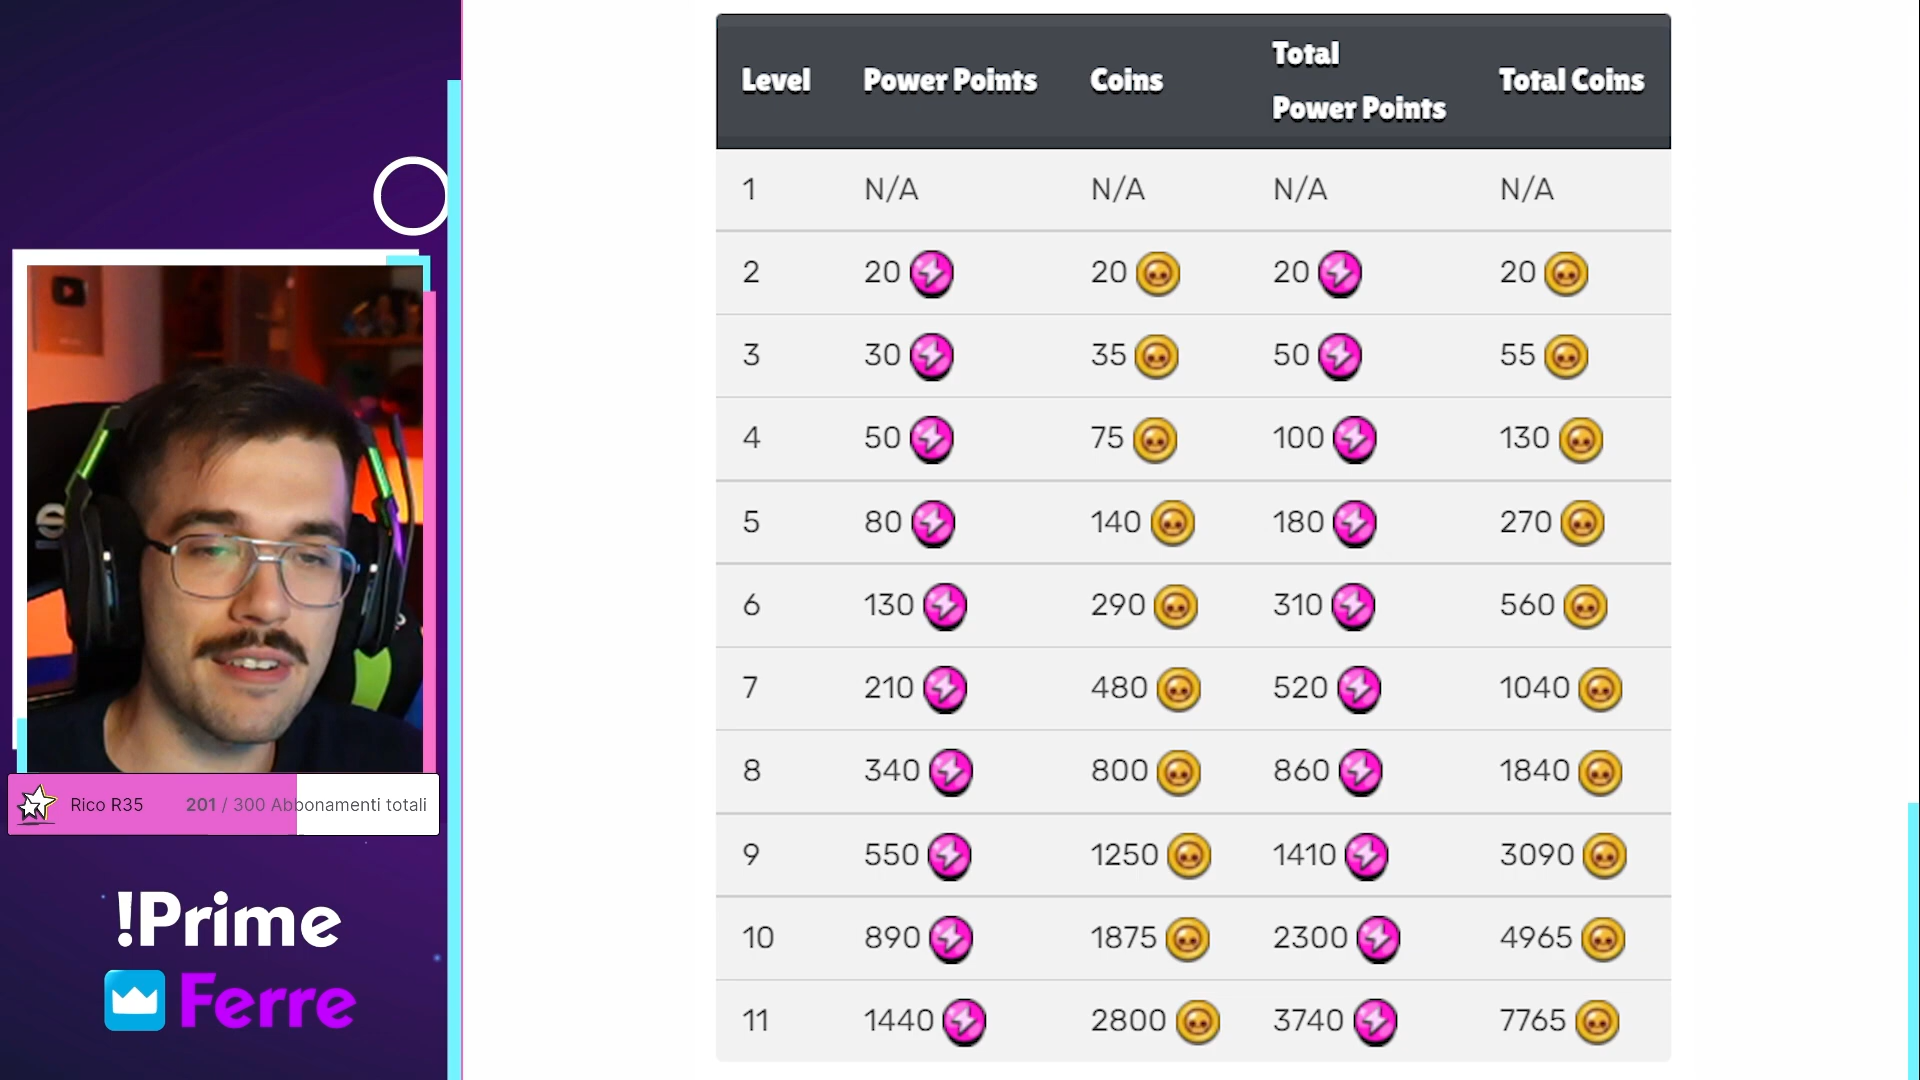 Level Power Points Coins Total Power Points Total Coins
1 N/A N/A N/A N/A
2 20 20 20 20
3 30 35 50 55
4 50 75 100 130
5 80 140 180 270
6 130 290 310 560
7 210 480 520 1040
8 340 800 860 1840
9 550 1250 1410 3090
10 890 1875 2300 4965
11 1440 2800 3740 7765
Rico R35 201 / 300 Abbonamenti totali
!Prime
Ferre